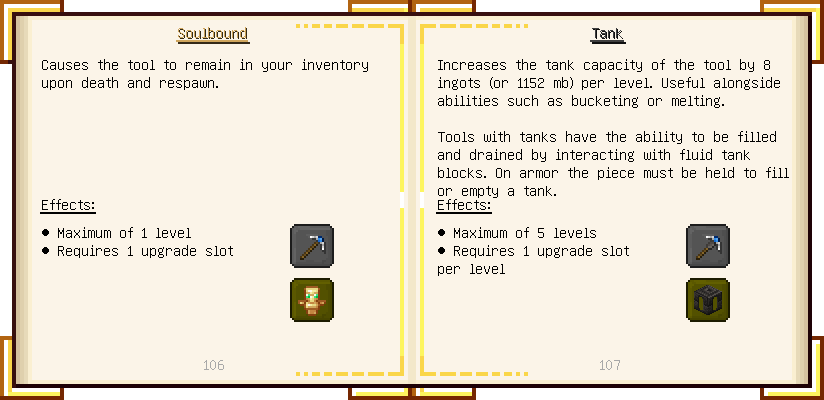 Soulbound
Causes the tool to remain in your inventory
upon death and respawn.
Effects:
● Maximum of 1 level
● Requires 1 upgrade slot
106
Tank
Increases the tank capacity of the tool by 8
ingots (or 1152 mb) per level. Useful alongside
abilities such as bucketing or melting.
Tools with tanks have the ability to be filled
and drained by interacting with fluid tank
blocks. On armor the piece must be held to fill
or empty a tank.
Effects:
● Maximum of 5 levels
● Requires 1 upgrade slot
per level
107